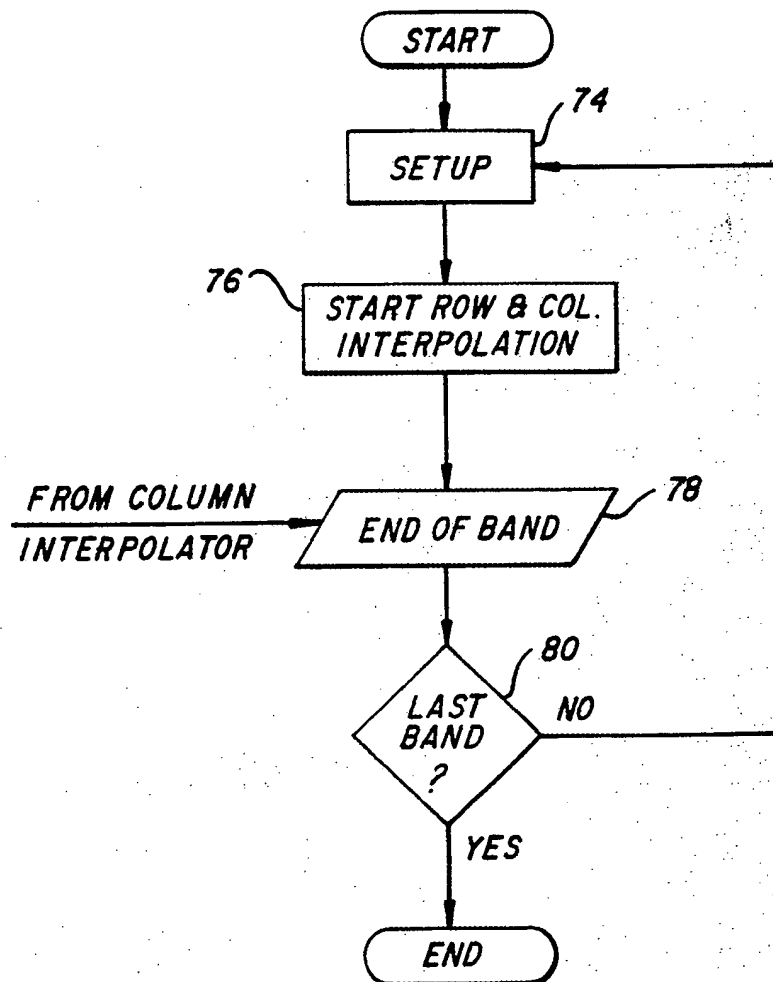 START
74
SETUP
76
START ROW & COL.
INTERPOLATION
FROM COLUMN
INTERPOLATOR
END OF BAND
78
80
LAST
BAND
?
NO
YES
END